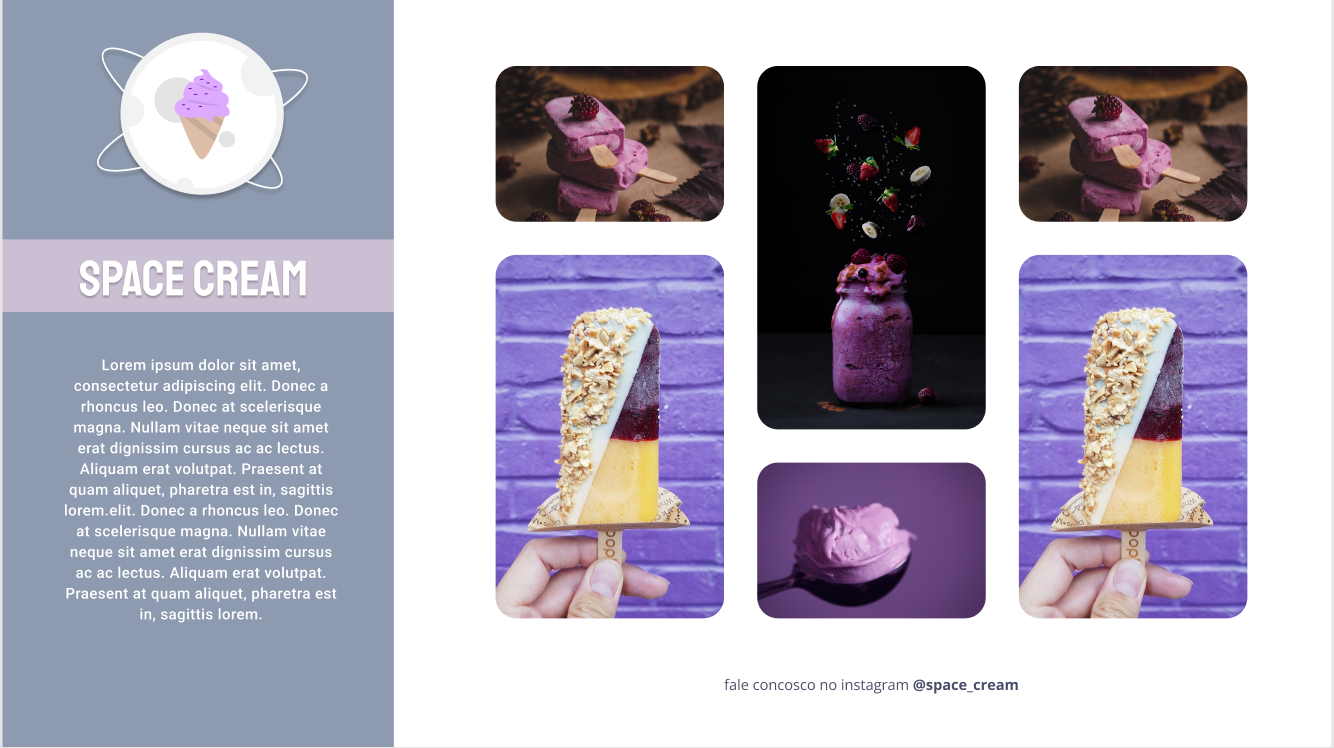 SPACE CREAM
Lorem ipsum dolor sit amet,
consectetur adipiscing elit. Donec a
rhoncus leo. Donec at scelerisque
magna. Nullam vitae neque sit amet
erat dignissim cursus ac ac lectus.
Aliquam erat volutpat. Praesent at
quam aliquet, pharetra est in, sagittis
lorem.elit. Donec a rhoncus leo. Donec
at scelerisque magna. Nullam vitae
neque sit amet erat dignissim cursus
ac ac lectus. Aliquam erat volutpat.
Praesent at quam aliquet, pharetra est
in, sagittis lorem.
fale concosco no instagram @space_cream